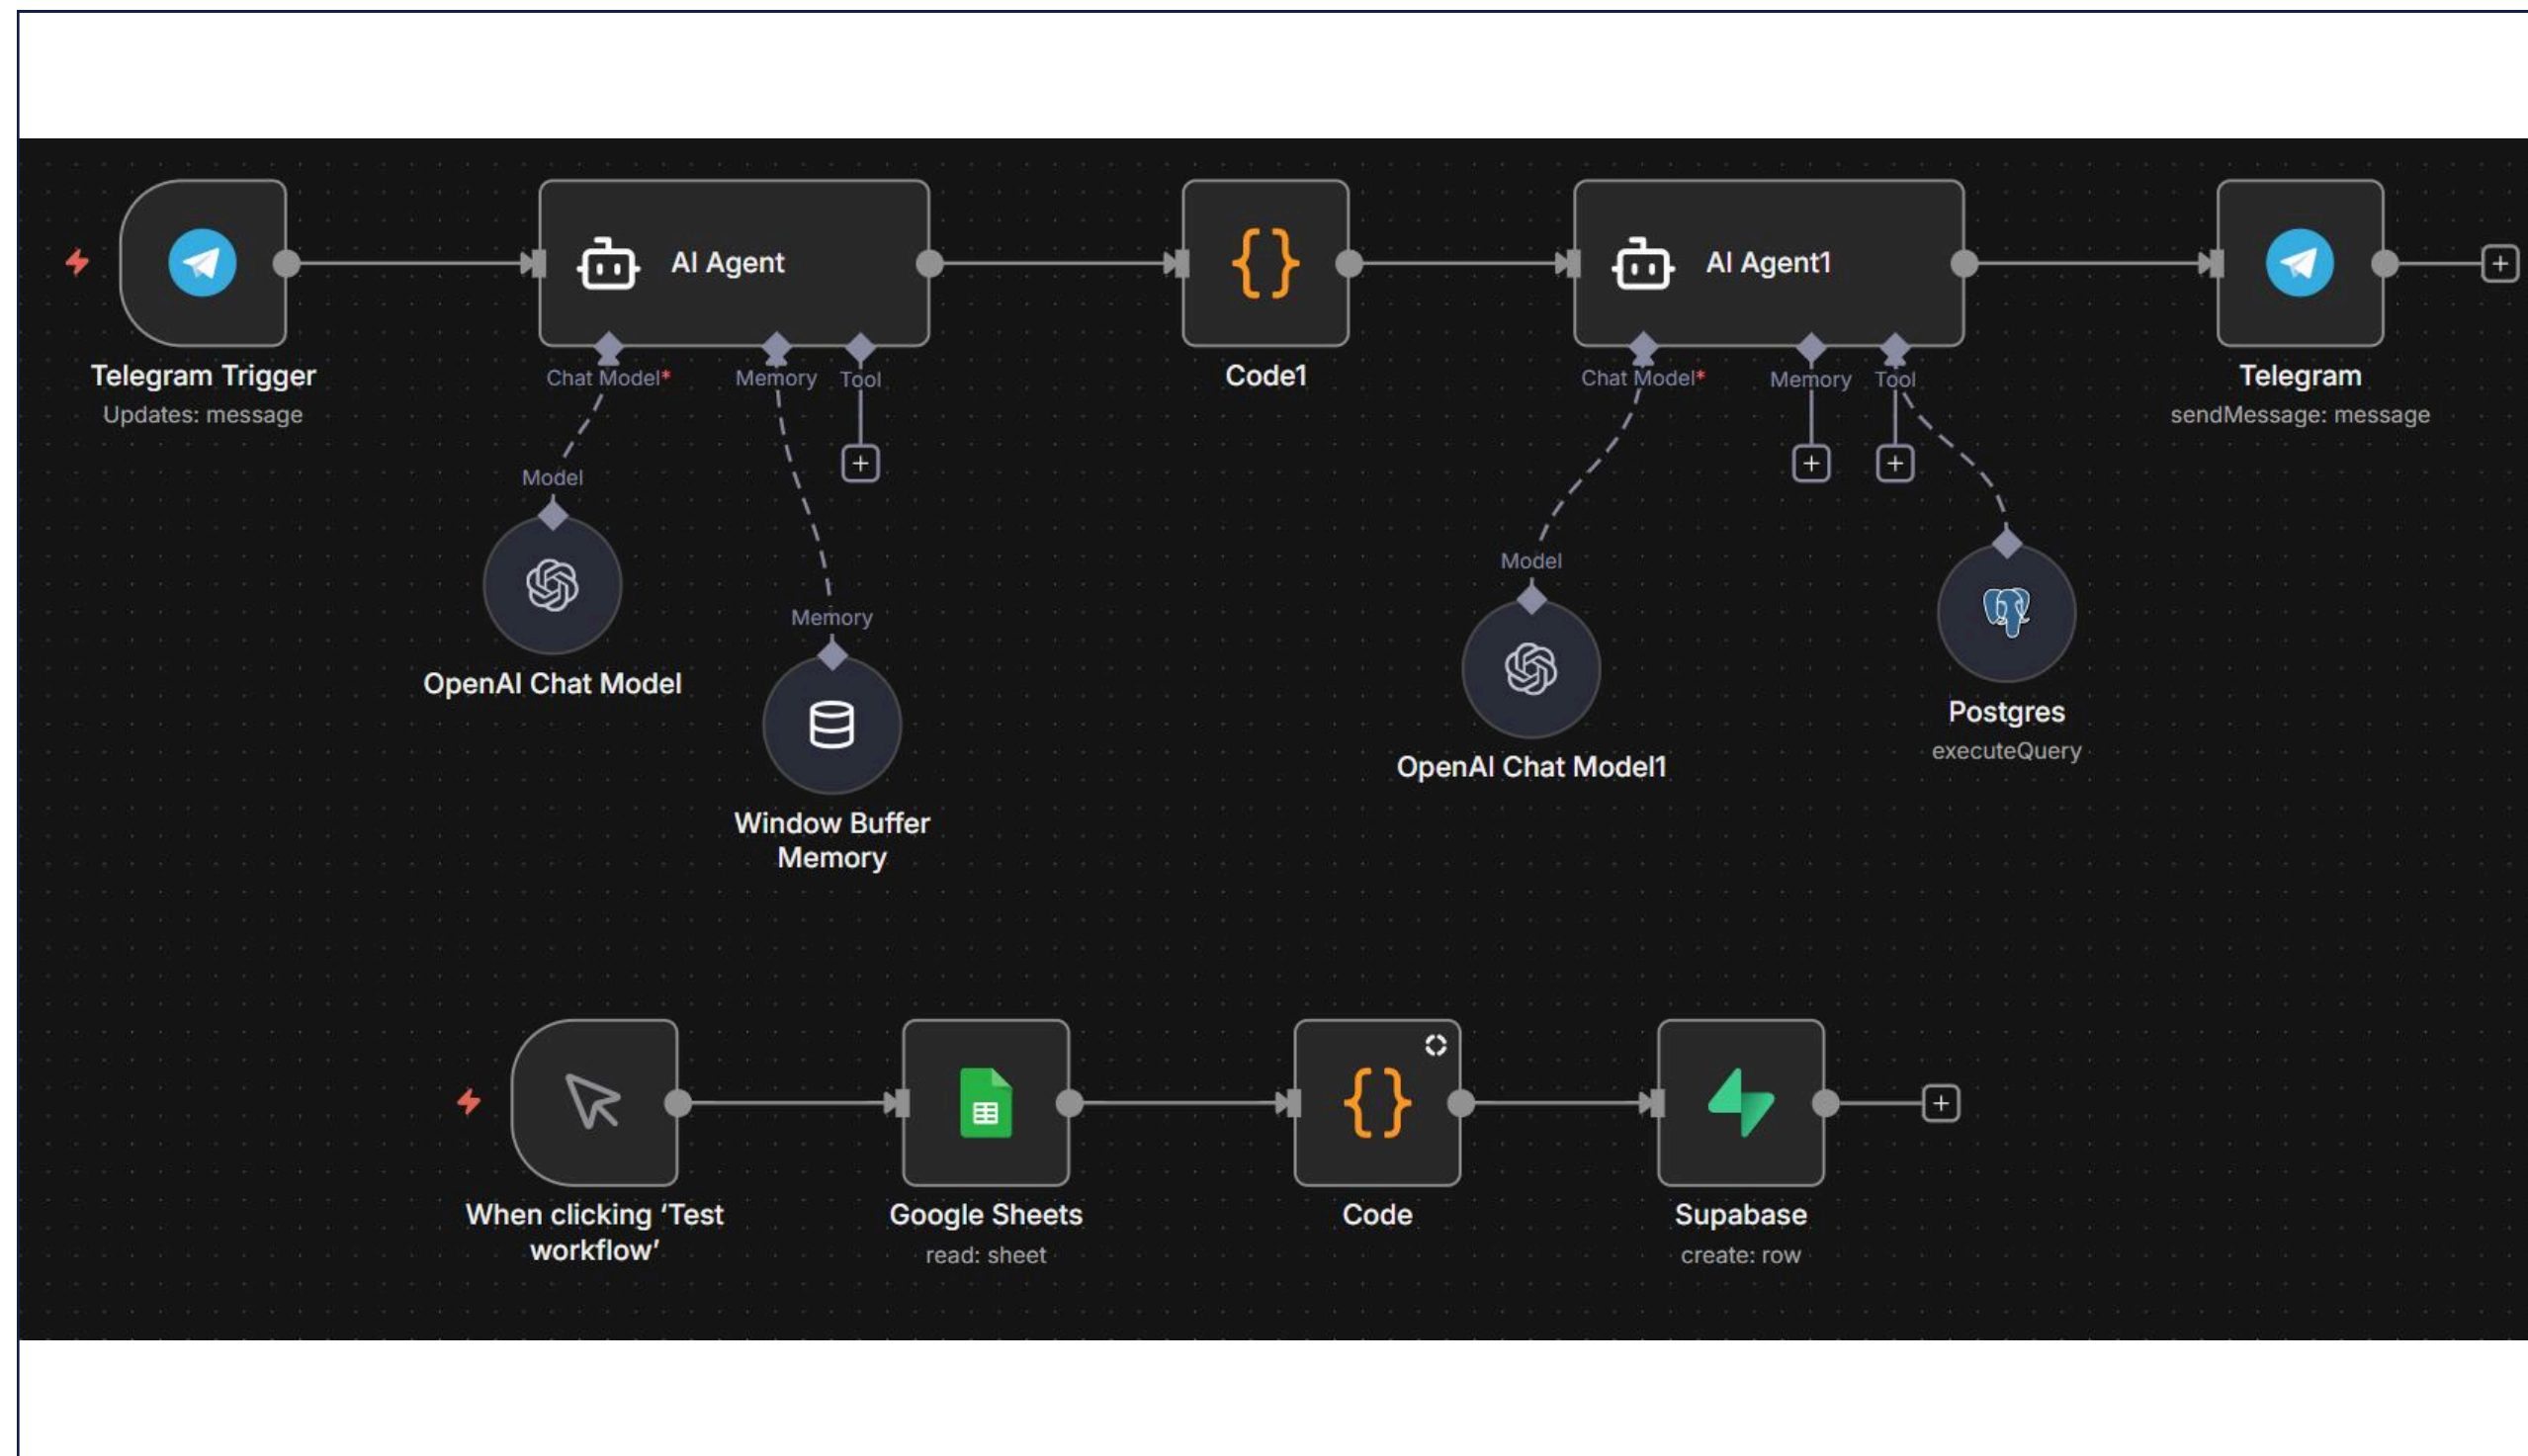 AI Agent
AI Agent1
Telegram Trigger
Updates: message
Chat Model*
Memory
Tool
Code1
Chat Model*
Memory
Tool
Telegram
sendMessage: message
Model
OpenAI Chat Model
Memory
Window Buffer
Memory
Model
OpenAI Chat Model1
Postgres
executeQuery
When clicking ‘Test
workflow’
Google Sheets
read: sheet
Code
Supabase
create: row